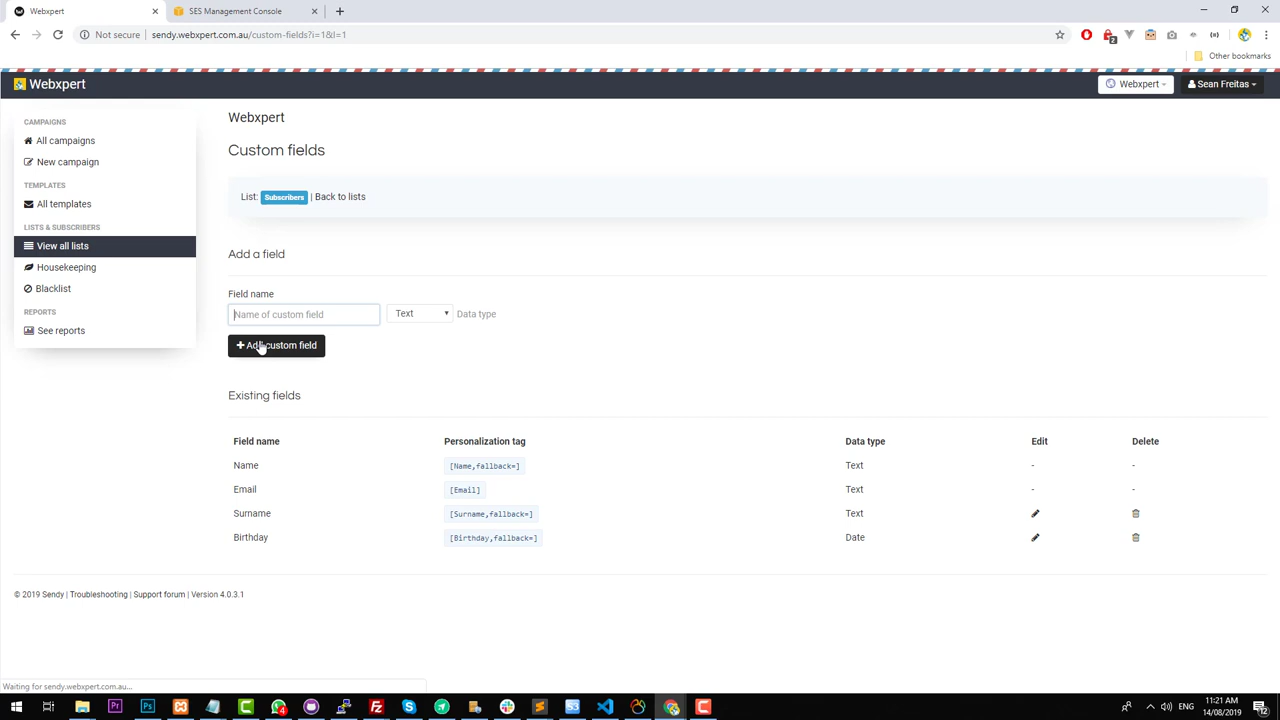 Webxpert
SES Management Console
Not secure | sendy.webxpert.com.au/custom-fields?i=1&l=1
Other bookmarks
Webxpert
Webxpert
Sean Freitas
CAMPAIGNS
All campaigns
New campaign
TEMPLATES
All templates
LISTS & SUBSCRIBERS
View all lists
Housekeeping
Blacklist
REPORTS
See reports
Webxpert
Custom fields
List: Subscribers | Back to lists
Add a field
Field name
Name of custom field
Text
Data type
+ Add custom field
Existing fields
Field name Personalization tag Data type Edit Delete
Name [Name,fallback=] Text - -
Email [Email] Text - -
Surname [Surname,fallback=] Text
Birthday [Birthday,fallback=] Date
© 2019 Sendy | Troubleshooting | Support forum | Version 4.0.3.1
Waiting for sendy.webxpert.com.au...
ENG
11:21 AM
14/08/2019